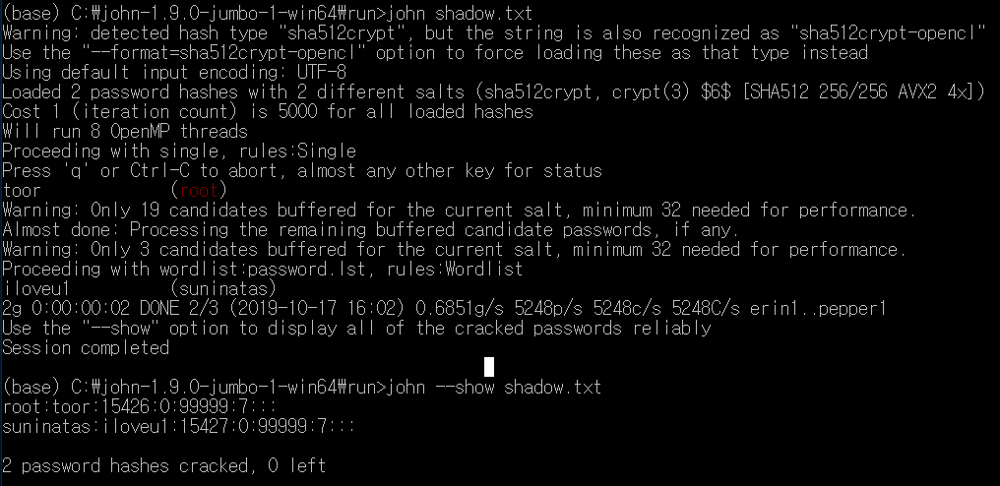 (base) C:₩john-1.9.0-jumbo-1-win64₩run>john shadow.txt
Warning: detected hash type "sha512crypt", but the string is also recognized as "sha512crypt-opencl"
Use the "--format=sha512crypt-opencl" option to force loading these as that type instead
Using default input encoding: UTF-8
Loaded 2 password hashes with 2 different salts (sha512crypt, crypt(3) $6$ [SHA512 256/256 AVX2 4x])
Cost 1 (iteration count) is 5000 for all loaded hashes
Will run 8 OpenMP threads
Proceeding with single, rules:Single
Press 'q' or Ctrl-C to abort, almost any other key for status
toor             (root)
Warning: Only 19 candidates buffered for the current salt, minimum 32 needed for performance.
Almost done: Processing the remaining buffered candidate passwords, if any.
Warning: Only 3 candidates buffered for the current salt, minimum 32 needed for performance.
Proceeding with wordlist:password.lst, rules:Wordlist
iloveu1          (suninatas)
2g 0:00:00:02 DONE 2/3 (2019-10-17 16:02) 0.6851g/s 5248p/s 5248c/s 5248C/s erin1..pepper1
Use the "--show" option to display all of the cracked passwords reliably
Session completed
(base) C:₩john-1.9.0-jumbo-1-win64₩run>john --show shadow.txt
root:toor:15426:0:99999:7:::
suninatas:iloveu1:15427:0:99999:7:::
2 password hashes cracked, 0 left